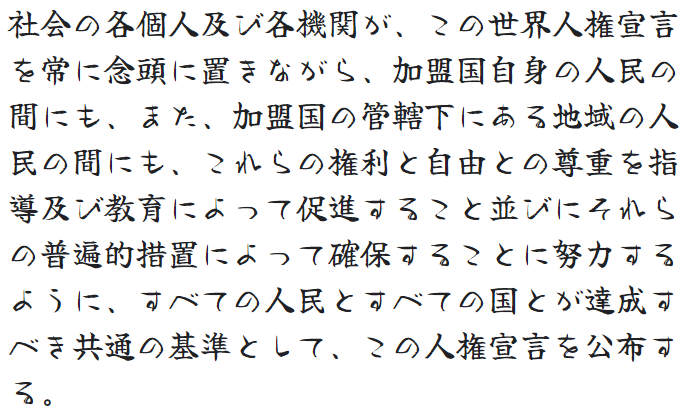 社会の各個人及び各機関が、この世界人権宣言
を常に念頭に置きながら、加盟国自身の人民の
間にも、また、加盟国の管轄下にある地域の人
民の間にも、これらの権利と自由との尊重を指
導及び教育によって促進すること並びにそれら
の普遍的措置によって確保することに努力する
ように、すべての人民とすべての国とが達成す
べき共通の基準として、この人権宣言を公布す
る。